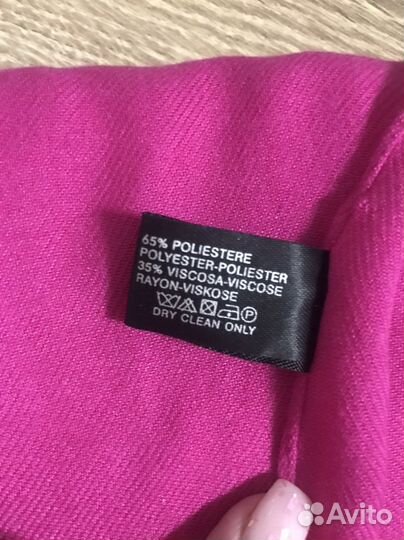 65% POLIESTERE
POLYESTER-POLIESTER
35% VISCOSA-VISCOSE
RAYON-VISKOSE
P
DRY CLEAN ONLY
Avito